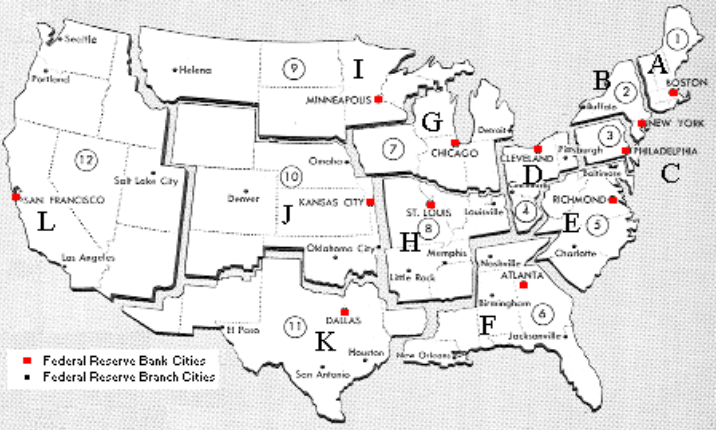 Seattle
1
Helena
9
I
A
BOSTON
Portland
B
2
MINNEAPOLIS
Buffalo
NEW YORK
G
Detroit
3
PHILADELPHIA
12
7
CHICAGO
CLEVELAND
Pittsburgh
Omaha
Baltimore
C
Salt Lake City
10
D
Cincinnati
SAN FRANCISCO
Denver
KANSAS CITY
ST. LOUIS
Louisville
4
RICHMOND
L
J
H
8
E
5
Los Angeles
Oklahoma City
Memphis
Nashville
Charlotte
Little Rock
ATLANTA
Birmingham
6
11
DALLAS
F
El Paso
K
Jacksonville
Houston
New Orleans
San Antonio
Federal Reserve Bank Cities
Federal Reserve Branch Cities